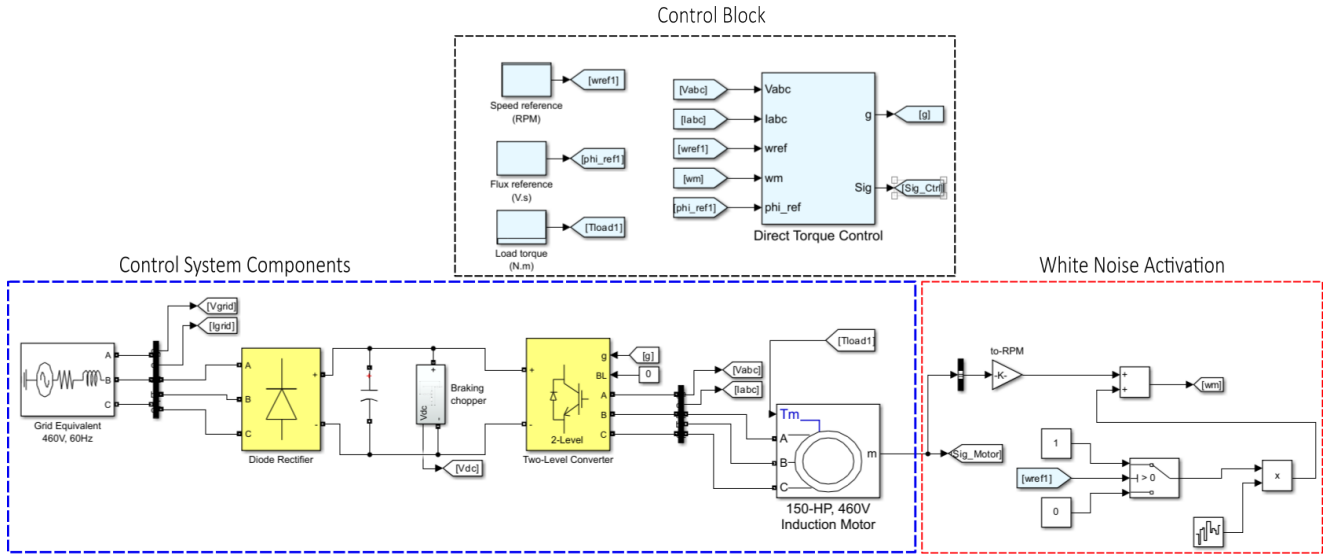 Control Block
[wref1]
Speed reference
(RPM)
[phi_ref1]
Flux reference
(V.s)
[Tload1]
Load torque
(N.m)
[Vabc]
[Iabc]
[wref1]
[wm]
[phi_ref1]
Vabc
Iabc
wref
wm
phi_ref
g
Sig
[g]
[Sig_Ctrl]
Direct Torque Control
Control System Components
[Vgrid]
[Igrid]
A
B
C
Grid Equivalent
460V, 60Hz
A
B
C
+
-
Diode Rectifier
+
-
Vdc
Braking
chopper
[Vdc]
+
-
g
BL
A
B
C
2-Level
Two-Level Converter
[g]
0
[Vabc]
[Iabc]
[Tload1]
Tm
A
B
C
m
150-HP, 460V
Induction Motor
White Noise Activation
to-RPM
-K-
+
+
[wm]
[Sig_Motor]
1
[wref1]
> 0
0
x